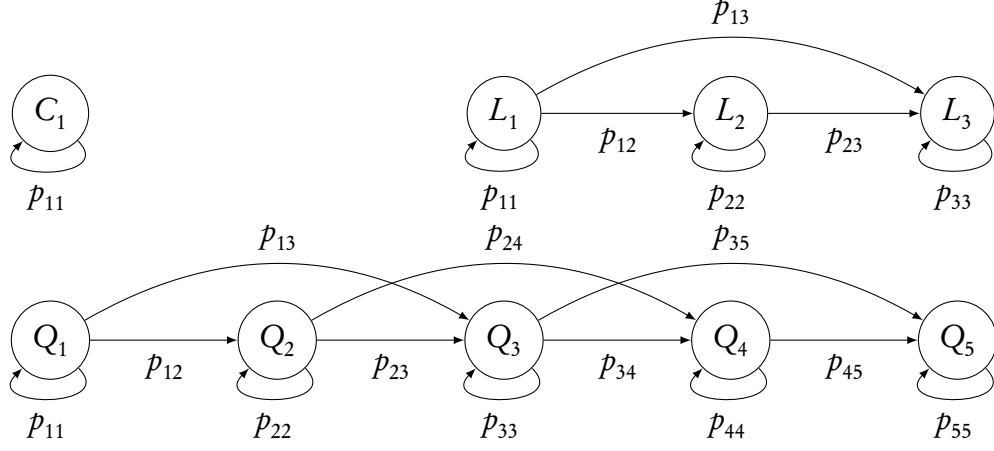 p₁₃
C₁ L₁ L₂ L₃
p₁₂ p₂₃
p₁₁ p₁₁ p₂₂ p₃₃
p₁₃ p₂₄ p₃₅
Q₁ Q₂ Q₃ Q₄ Q₅
p₁₂ p₂₃ p₃₄ p₄₅
p₁₁ p₂₂ p₃₃ p₄₄ p₅₅